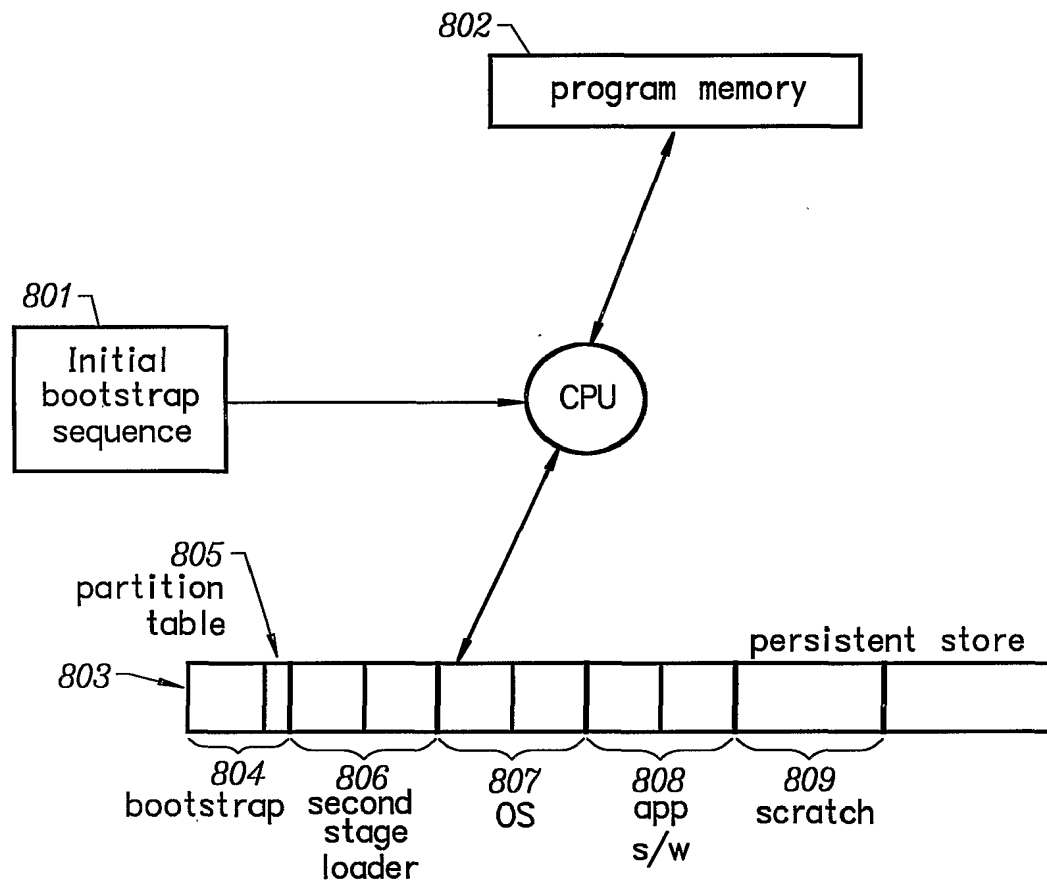 802
program memory
801
Initial
bootstrap
sequence
CPU
805
partition
table
persistent store
803
804
bootstrap
806
second
stage
loader
807
OS
808
app
s/w
809
scratch